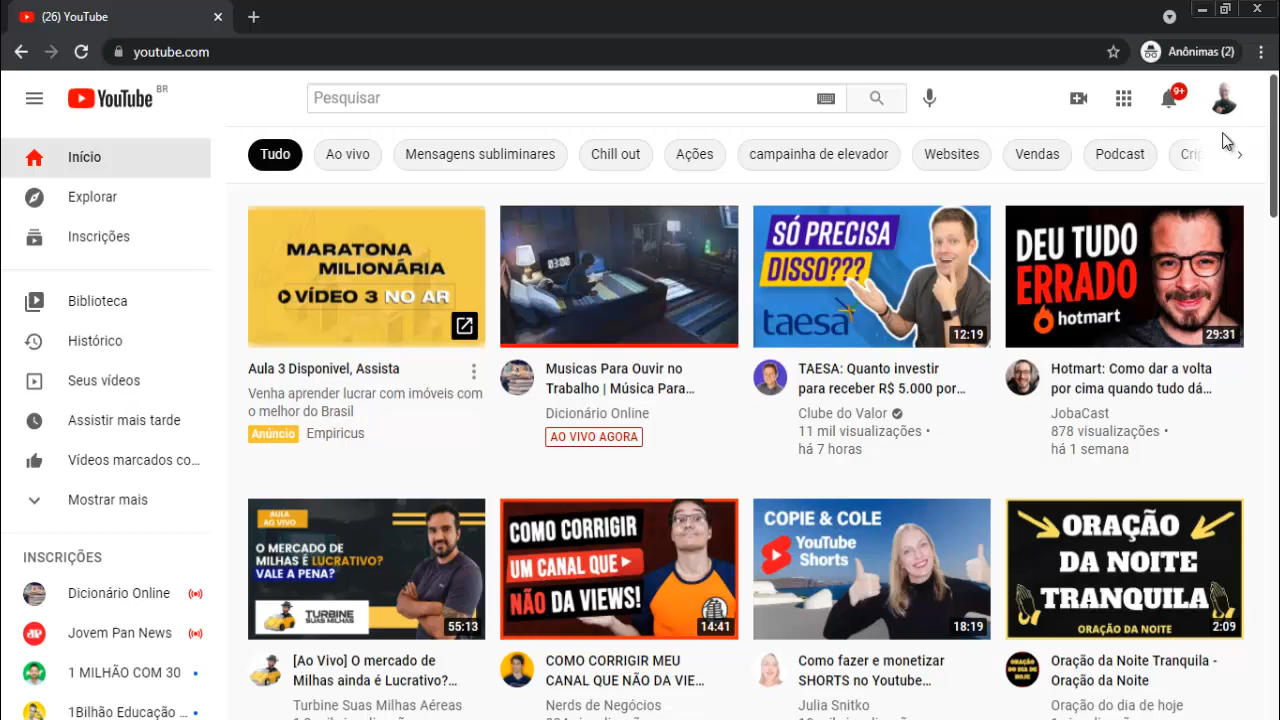 (26) YouTube
youtube.com
Anônimas (2)
YouTube BR
Pesquisar
9+
Início
Explorar
Inscrições
Biblioteca
Histórico
Seus vídeos
Assistir mais tarde
Vídeos marcados co...
Mostrar mais
INSCRIÇÕES
Dicionário Online
Jovem Pan News
1 MILHÃO COM 30
1Bilhão Educação ...
Tudo
Ao vivo
Mensagens subliminares
Chill out
Ações
campainha de elevador
Websites
Vendas
Podcast
MARATONA
MILIONÁRIA
VÍDEO 3 NO AR
Aula 3 Disponivel, Assista
Venha aprender lucrar com imóveis com
o melhor do Brasil
Anúncio Empiricus
03:00
Musicas Para Ouvir no
Trabalho | Música Para...
Dicionário Online
AO VIVO AGORA
SÓ PRECISA
DISSO???
taesa
12:19
TAESA: Quanto investir
para receber R$ 5.000 por...
Clube do Valor
11 mil visualizações •
há 7 horas
DEU TUDO
ERRADO
hotmart
29:31
Hotmart: Como dar a volta
por cima quando tudo dá...
JobaCast
878 visualizações •
há 1 semana
AULA
AO VIVO
O MERCADO DE
MILHAS É LUCRATIVO?
VALE A PENA?
TURBINE
SUAS MILHAS
55:13
[Ao Vivo] O mercado de
Milhas ainda é Lucrativo?...
Turbine Suas Milhas Aéreas
COMO CORRIGIR
UM CANAL QUE
NÃO DA VIEWS!
14:41
COMO CORRIGIR MEU
CANAL QUE NÃO DA VIE...
Nerds de Negócios
COPIE & COLE
YouTube
Shorts
18:19
Como fazer e monetizar
SHORTS no Youtube...
Julia Snitko
ORAÇÃO
DA NOITE
TRANQUILA
ORAÇÃO DA NOITE
2:09
Oração da Noite Tranquila -
Oração da Noite
Oração do dia de hoje